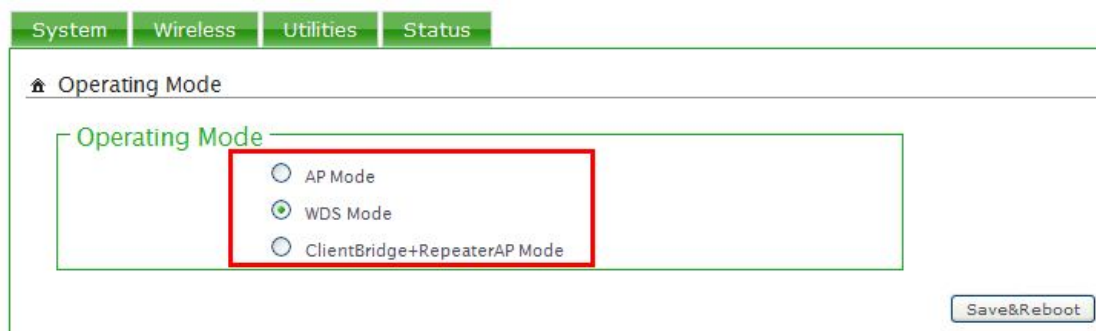 System Wireless Utilities Status
Operating Mode
Operating Mode
AP Mode
WDS Mode
ClientBridge+RepeaterAP Mode
Save&Reboot